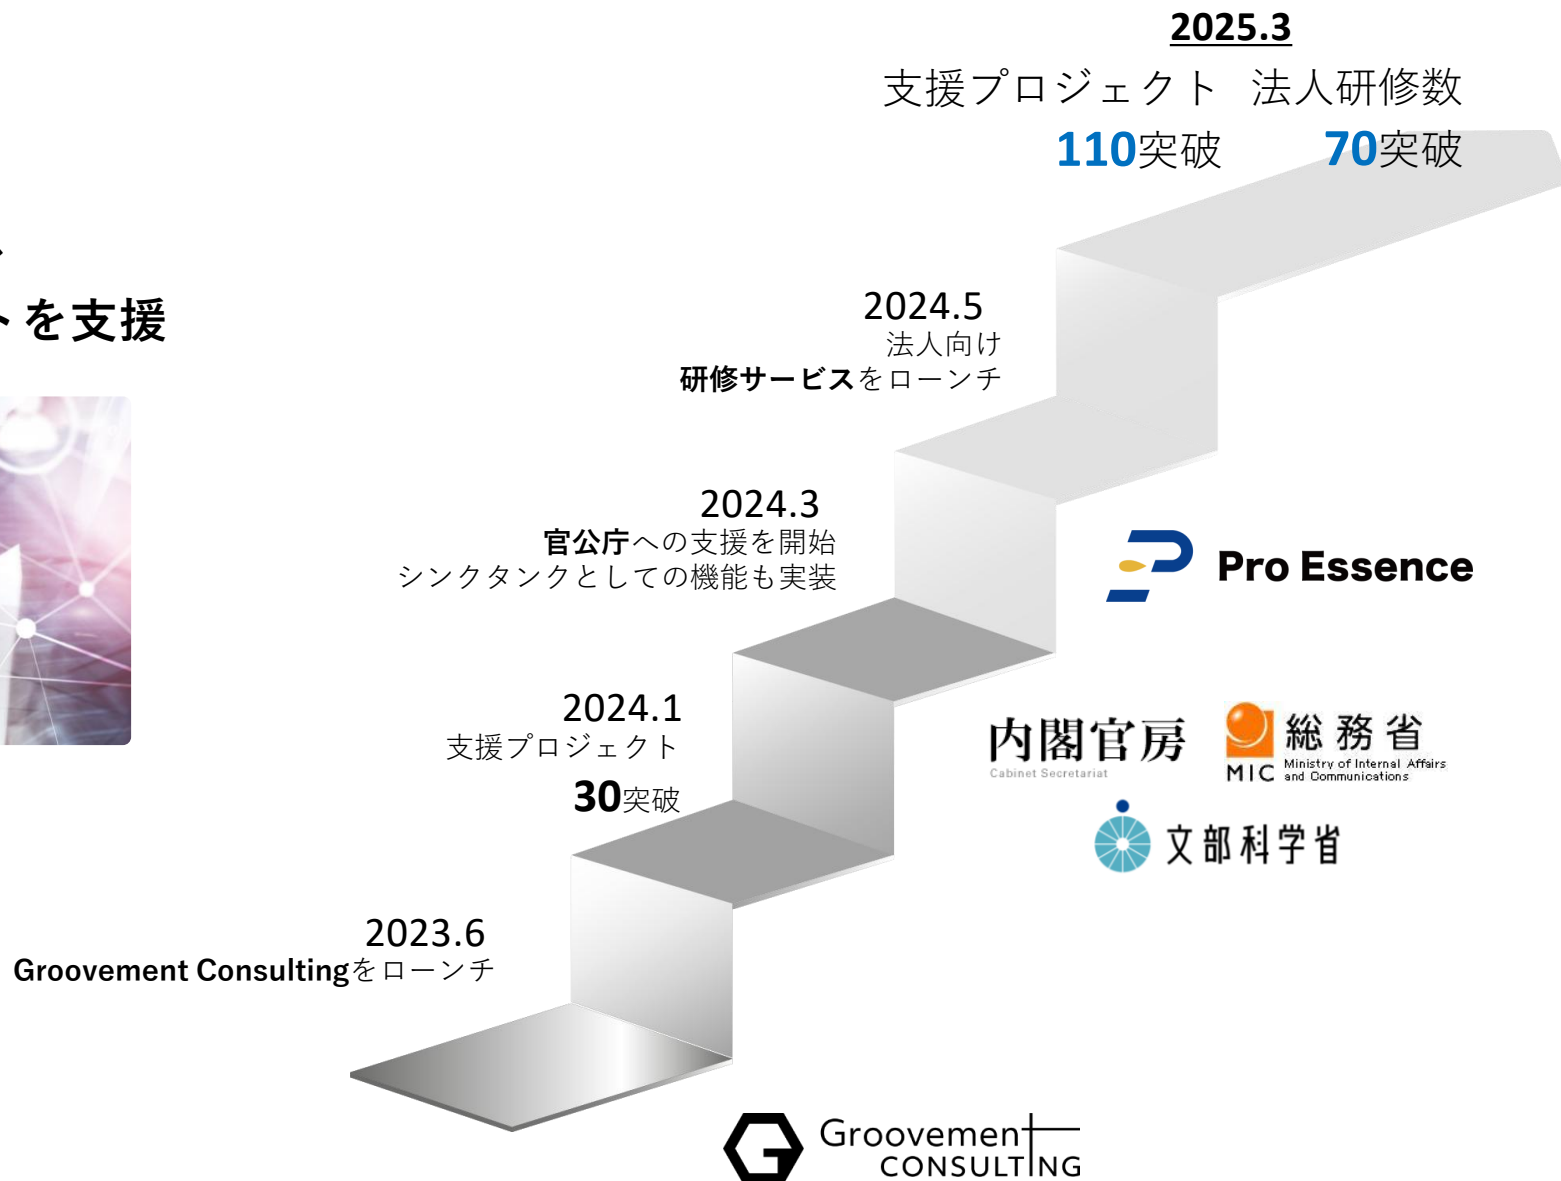 2025.3
支援プロジェクト 法人研修数
110突破 70突破
トを支援
2024.5
法人向け
研修サービスをローンチ
2024.3
官公庁への支援を開始
シンクタンクとしての機能も実装
Pro Essence
2024.1
支援プロジェクト
30突破
内閣官房
Cabinet Secretariat
総務省
MIC
Ministry of Internal Affairs
and Communications
文部科学省
2023.6
Groovement Consultingをローンチ
Groovement
CONSULTING